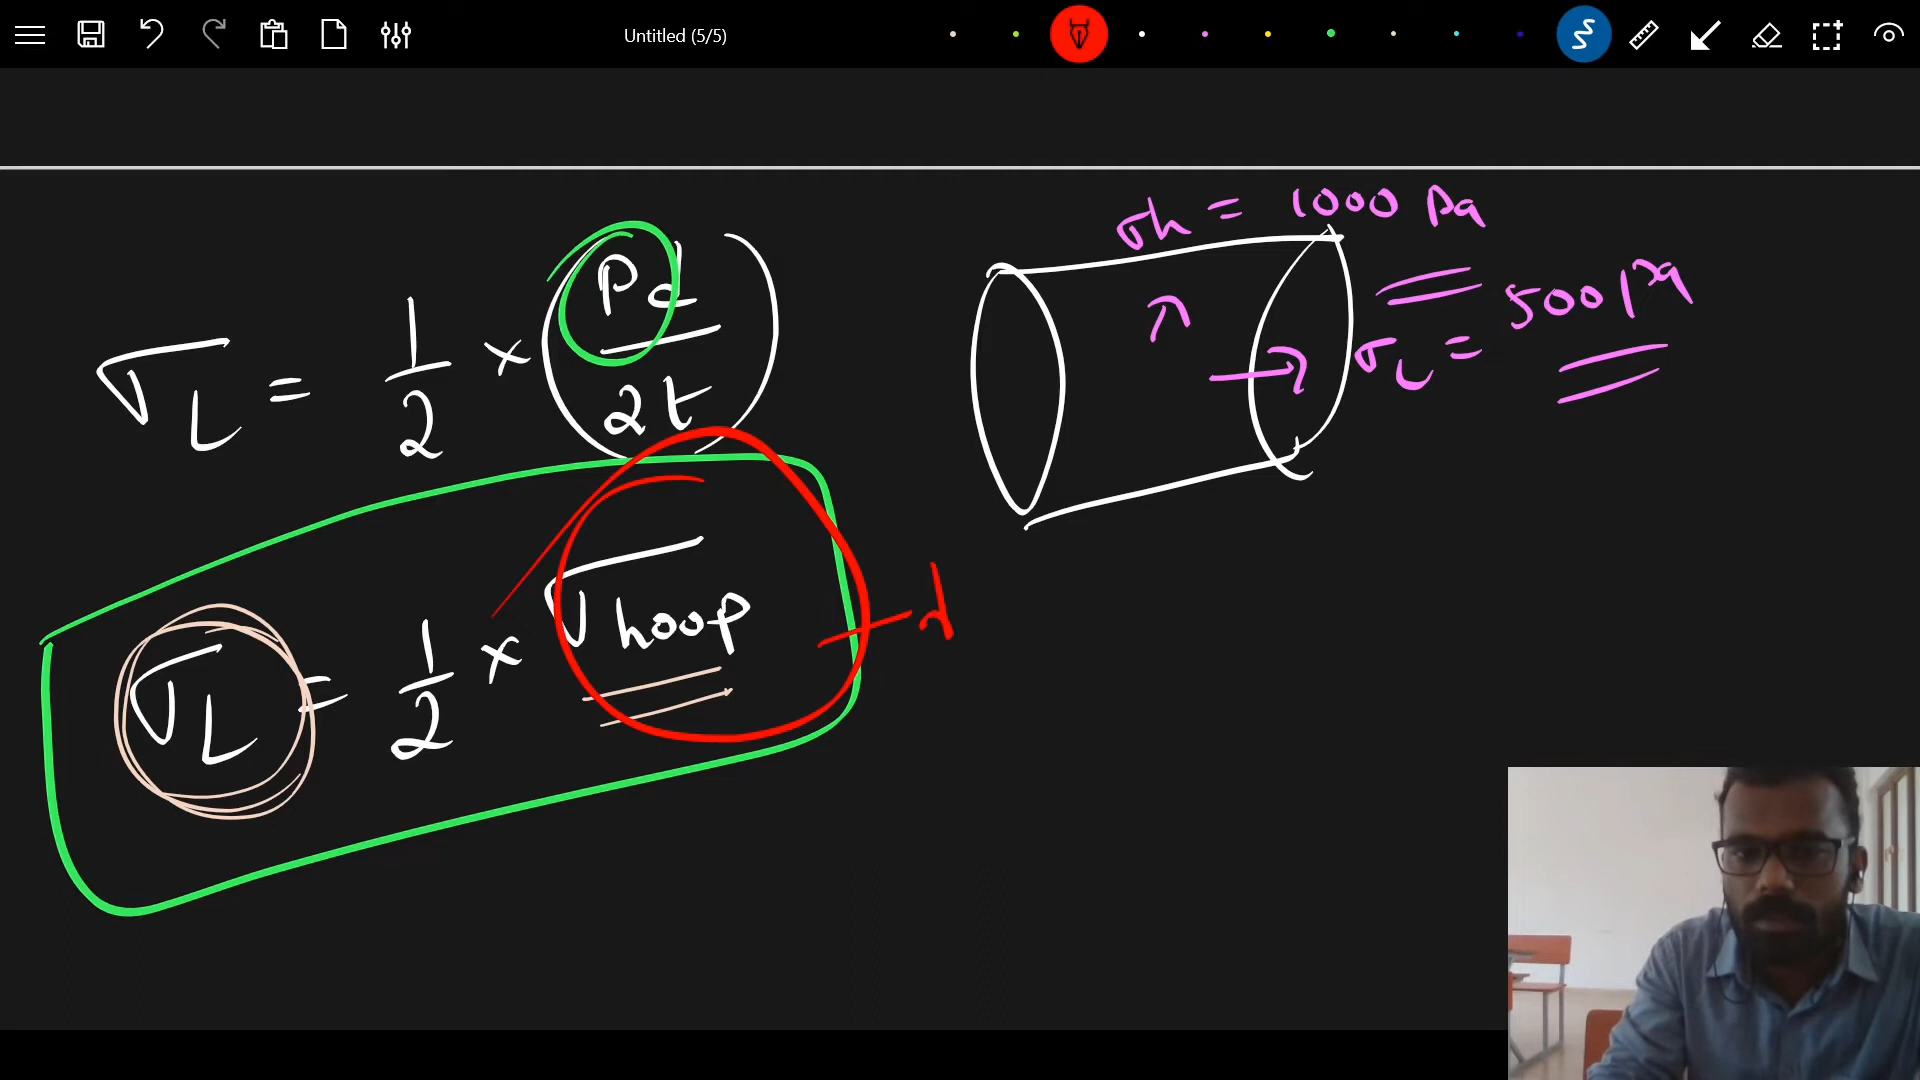 Untitled (5/5)
σL = 1/2 × (Pd/2t)
σL = 1/2 × σhoop
d
σh = 1000 Pa
σL = 500 Pa